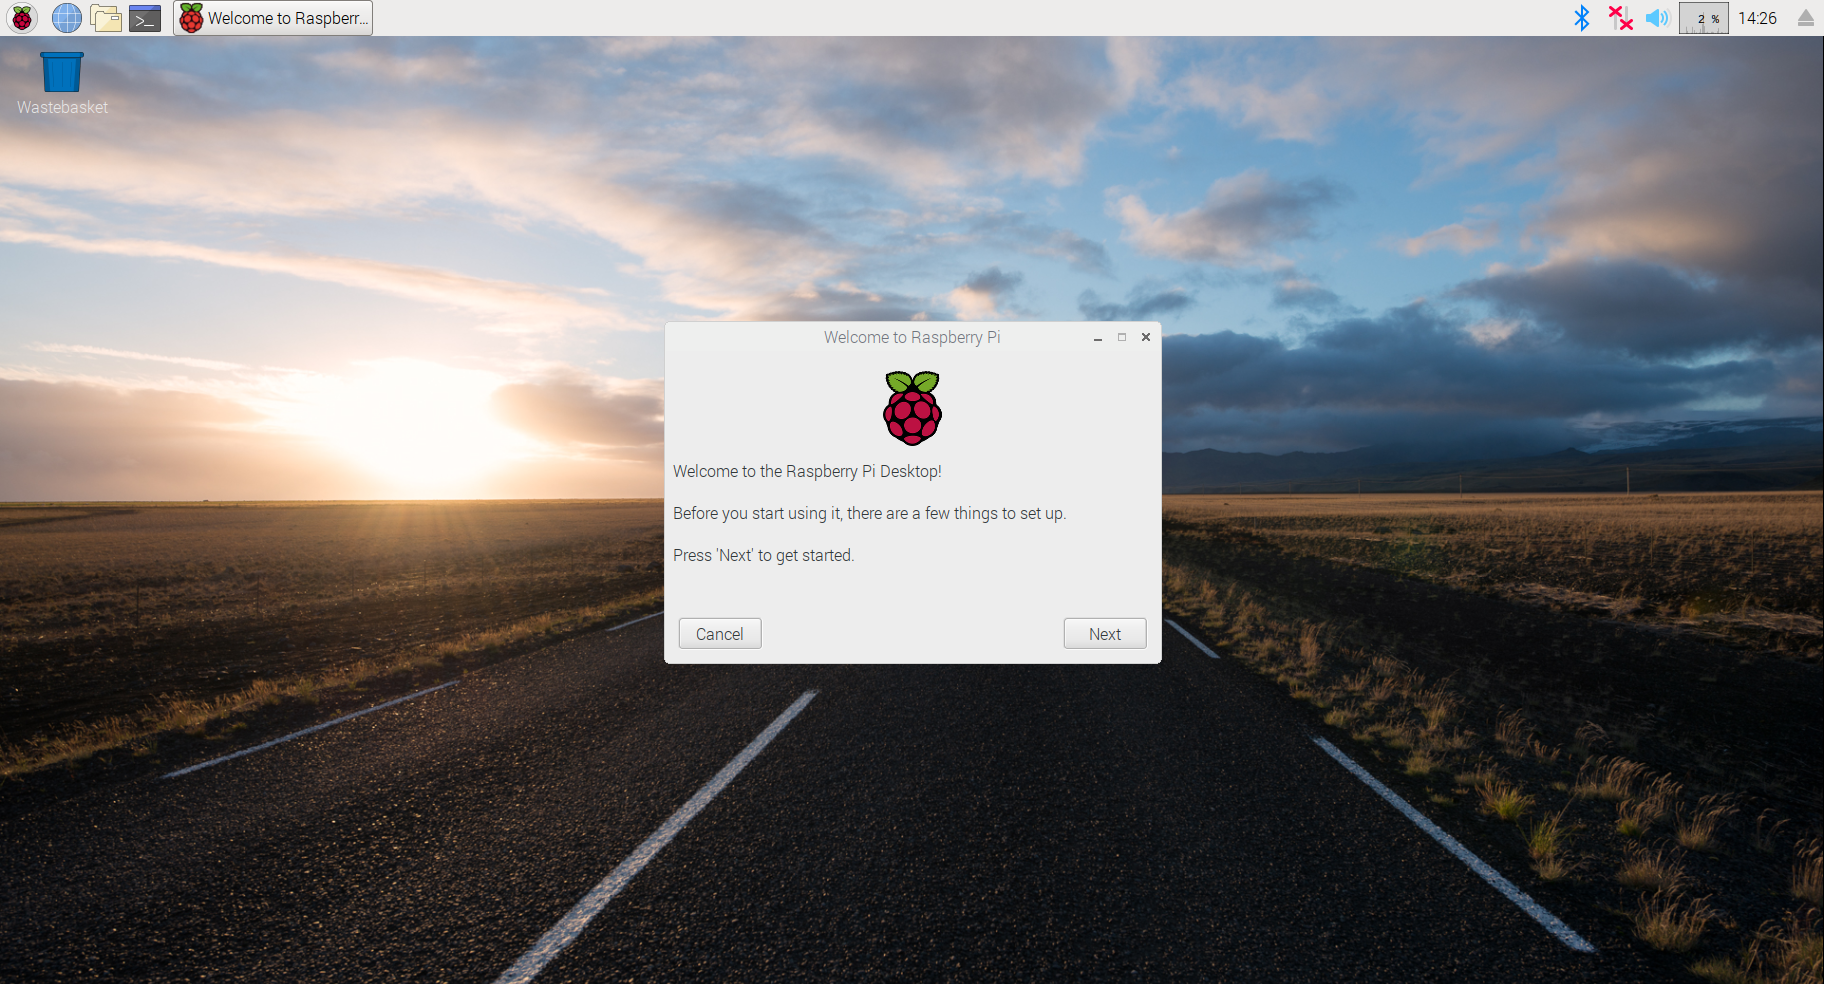 Welcome to Raspberr...
2 %
14:26
Wastebasket
Welcome to Raspberry Pi
Welcome to the Raspberry Pi Desktop!
Before you start using it, there are a few things to set up.
Press 'Next' to get started.
Cancel
Next